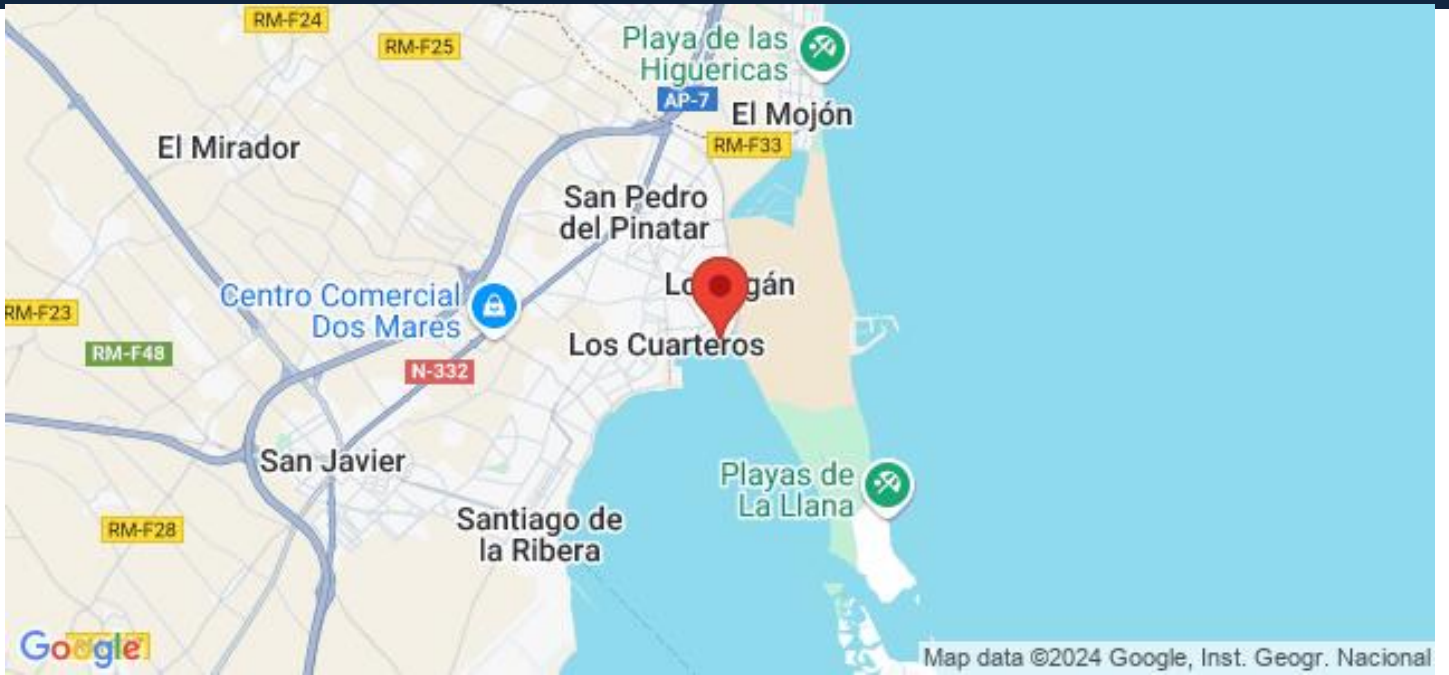 RM-F24
RM-F25
Playa de las
Higuericas
AP-7
El Mojón
RM-F33
El Mirador
San Pedro
del Pinatar
Centro Comercial
Dos Mares
RM-F23
RM-F48
N-332
Los Cuarteros
San Javier
Playas de
La Llana
RM-F28
Santiago de
la Ribera
Google
Map data ©2024 Google, Inst. Geogr. Nacional